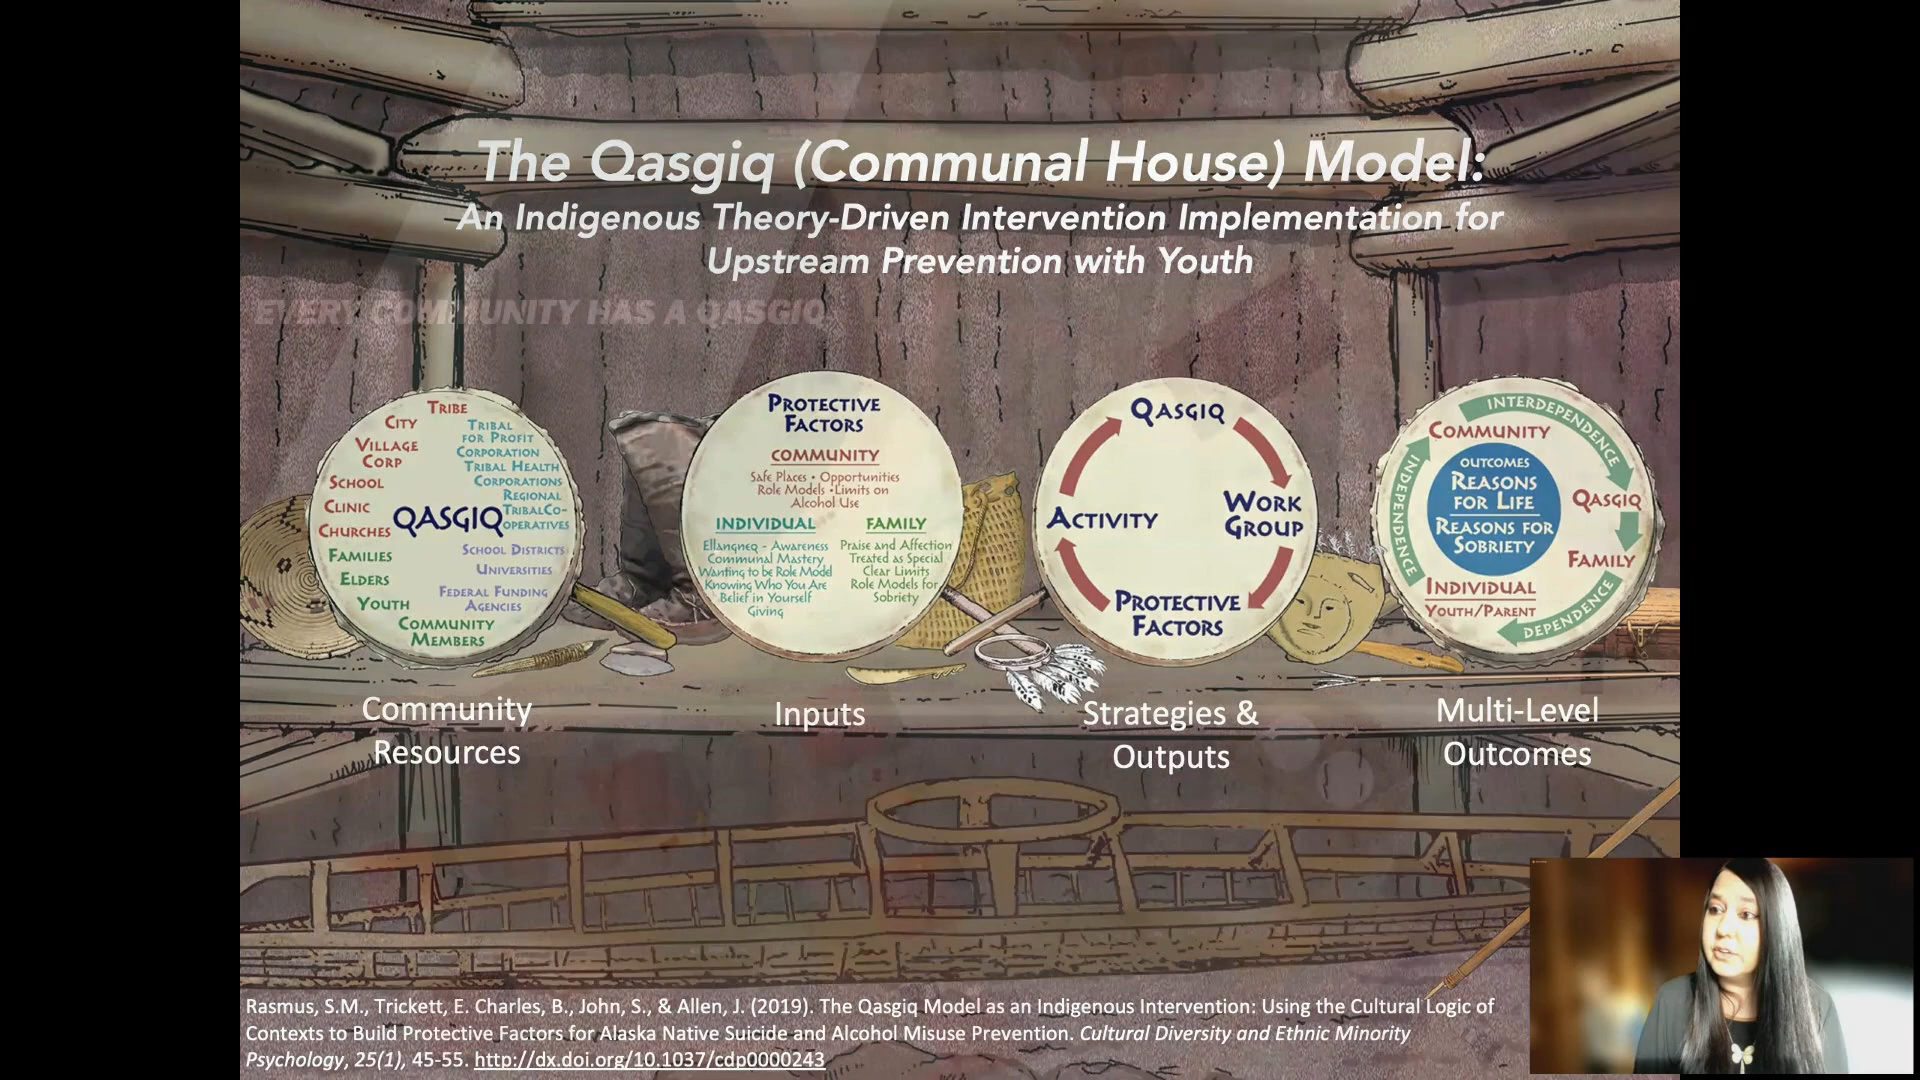 The Qasgiq (Communal House) Model:
An Indigenous Theory-Driven Intervention Implementation for
Upstream Prevention with Youth
EVERY COMMUNITY HAS A QASGIQ
TRIBE
CITY
VILLAGE
CORP
SCHOOL
CLINIC
CHURCHES
FAMILIES
ELDERS
YOUTH
COMMUNITY
MEMBERS
QASGIQ
TRIBAL
FOR PROFIT
CORPORATION
TRIBAL HEALTH
CORPORATIONS
REGIONAL
TRIBALCO-
OPERATIVES
SCHOOL DISTRICTS
UNIVERSITIES
FEDERAL FUNDING
AGENCIES
Community
Resources
PROTECTIVE
FACTORS
COMMUNITY
Safe Places • Opportunities
Role Models •Limits on
Alcohol Use
INDIVIDUAL
Ellangneq - Awareness
Communal Mastery
Wanting to be Role Model
Knowing Who You Are
Belief in Yourself
Giving
FAMILY
Praise and Affection
Treated as Special
Clear Limits
Role Models for
Sobriety
Inputs
QASGIQ
WORK
GROUP
PROTECTIVE
FACTORS
ACTIVITY
Strategies &
Outputs
INTERDEPENDENCE
COMMUNITY
QASGIQ
FAMILY
DEPENDENCE
INDIVIDUAL
YOUTH/PARENT
INDEPENDENCE
OUTCOMES
REASONS
FOR LIFE
REASONS FOR
SOBRIETY
Multi-Level
Outcomes
Rasmus, S.M., Trickett, E. Charles, B., John, S., & Allen, J. (2019). The Qasgiq Model as an Indigenous Intervention: Using the Cultural Logic of
Contexts to Build Protective Factors for Alaska Native Suicide and Alcohol Misuse Prevention. Cultural Diversity and Ethnic Minority
Psychology, 25(1), 45-55. http://dx.doi.org/10.1037/cdp0000243